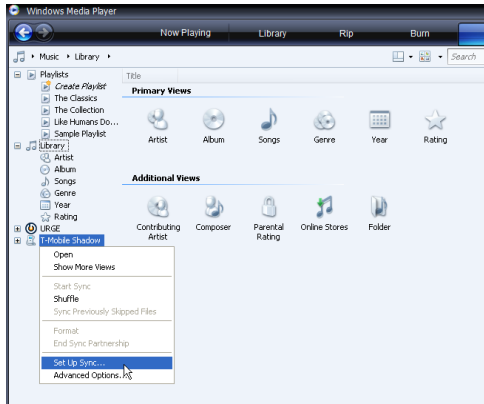 Windows Media Player
Now Playing Library Rip Burn
Music Library Search
Playlists
Create Playlist
The Classics
The Collection
Like Humans Do...
Sample Playlist
Library
Artist
Album
Songs
Genre
Year
Rating
URGE
T-Mobile Shadow
Title
Primary Views
Artist Album Songs Genre Year Rating
Additional Views
Contributing Artist Composer Parental Rating Online Stores Folder
Open
Show More Views
Start Sync
Shuffle
Sync Previously Skipped Files
Format
End Sync Partnership
Set Up Sync...
Advanced Options...